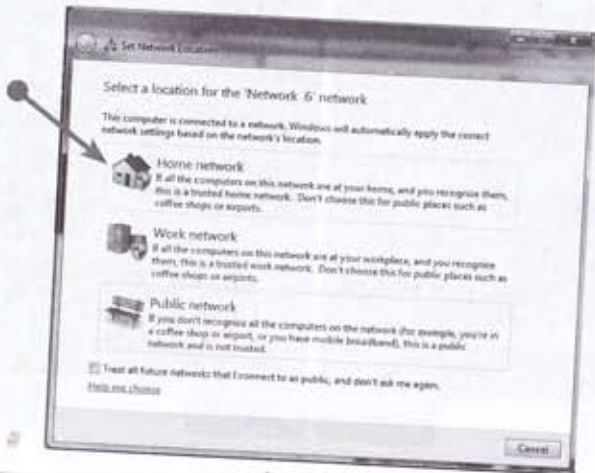 Set Network Location
Select a location for the 'Network 6' network
This computer is connected to a network. Windows will automatically apply the correct
network settings based on the network's location.
Home network
If all the computers on this network are at your home, and you recognize them,
this is a trusted home network. Don't choose this for public places such as
coffee shops or airports.
Work network
If all the computers on this network are at your workplace, and you recognize
them, this is a trusted work network. Don't choose this for public places such as
coffee shops or airports.
Public network
If you don't recognize all the computers on the network (for example, you're in
a coffee shop or airport, or you have mobile broadband), this is a public
network and is not trusted.
Treat all future networks that I connect to as public, and don't ask me again.
Help me choose
Cancel